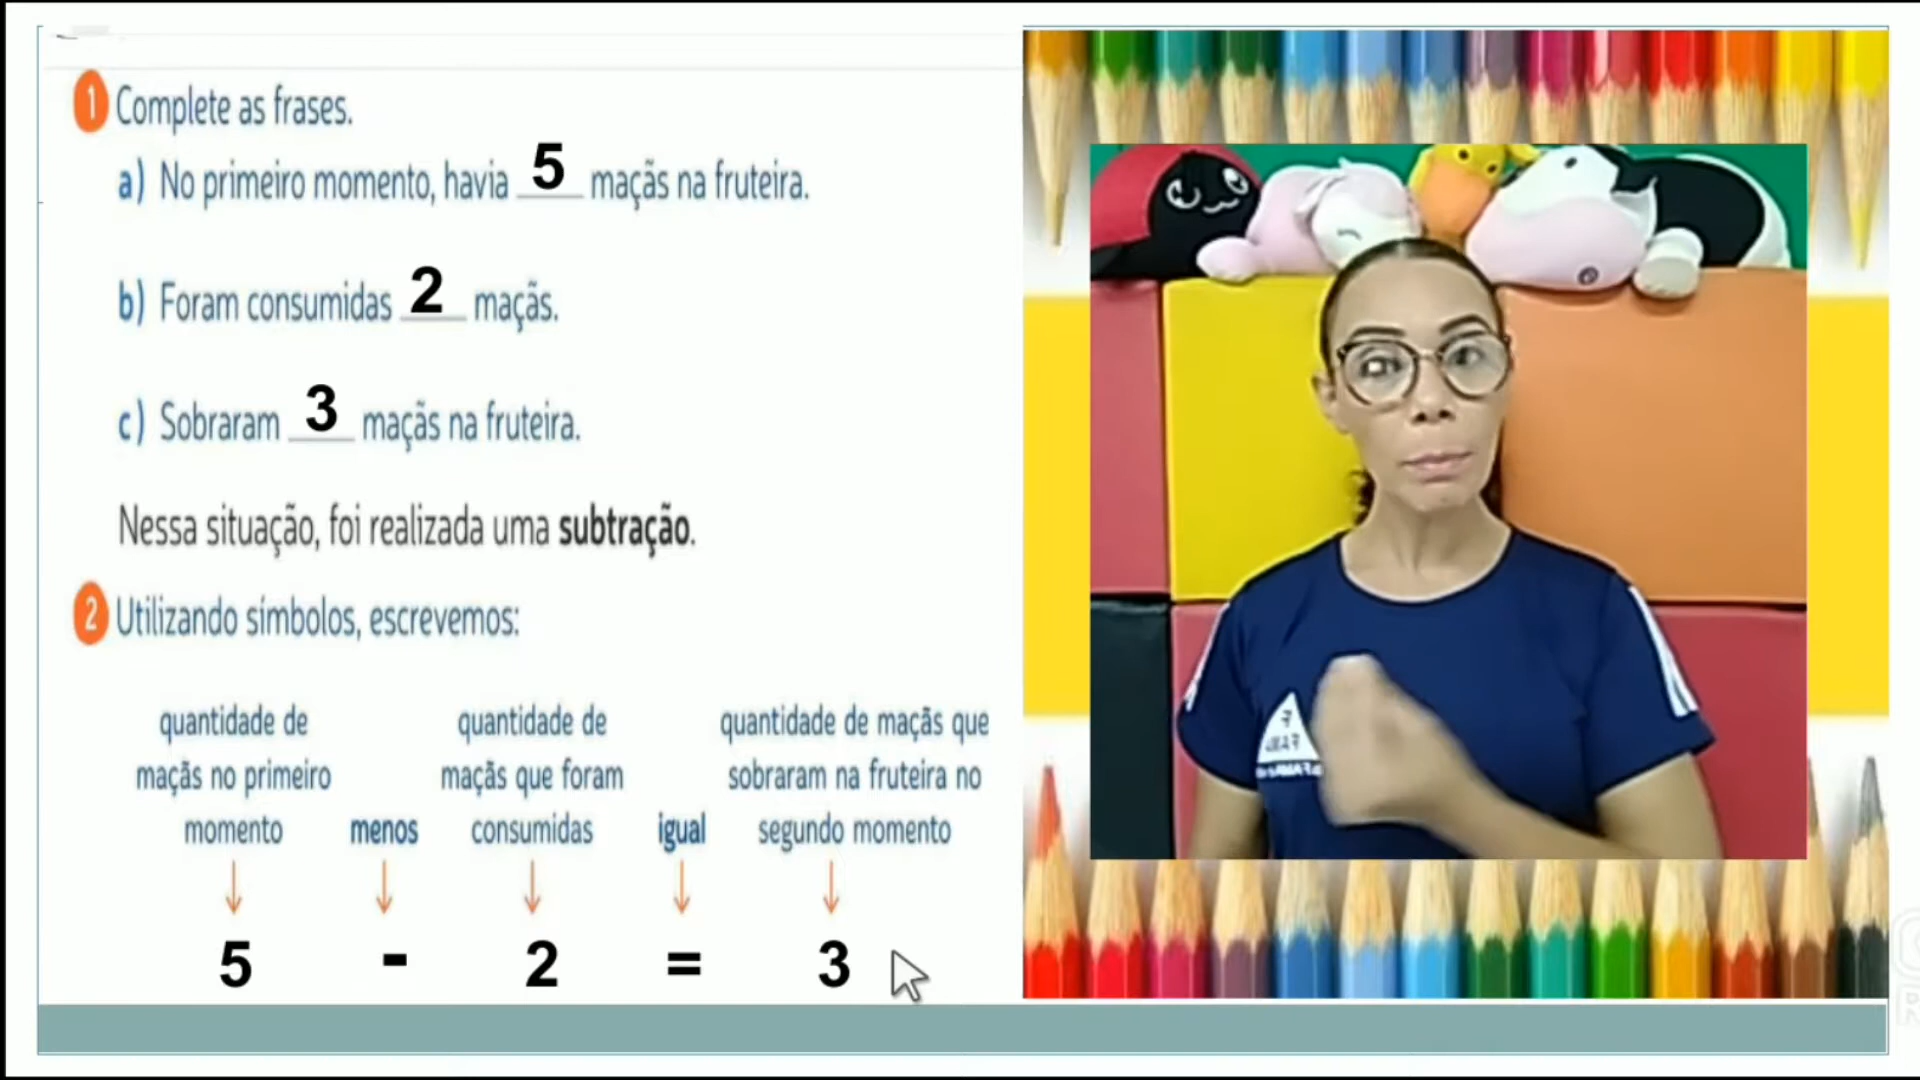 1 Complete as frases.
a) No primeiro momento, havia 5 maçãs na fruteira.
b) Foram consumidas 2 maçãs.
c) Sobraram 3 maçãs na fruteira.
Nessa situação, foi realizada uma subtração.
2 Utilizando símbolos, escrevemos:
quantidade de maçãs no primeiro momento
menos
quantidade de maçãs que foram consumidas
igual
quantidade de maçãs que sobraram na fruteira no segundo momento
5 - 2 = 3